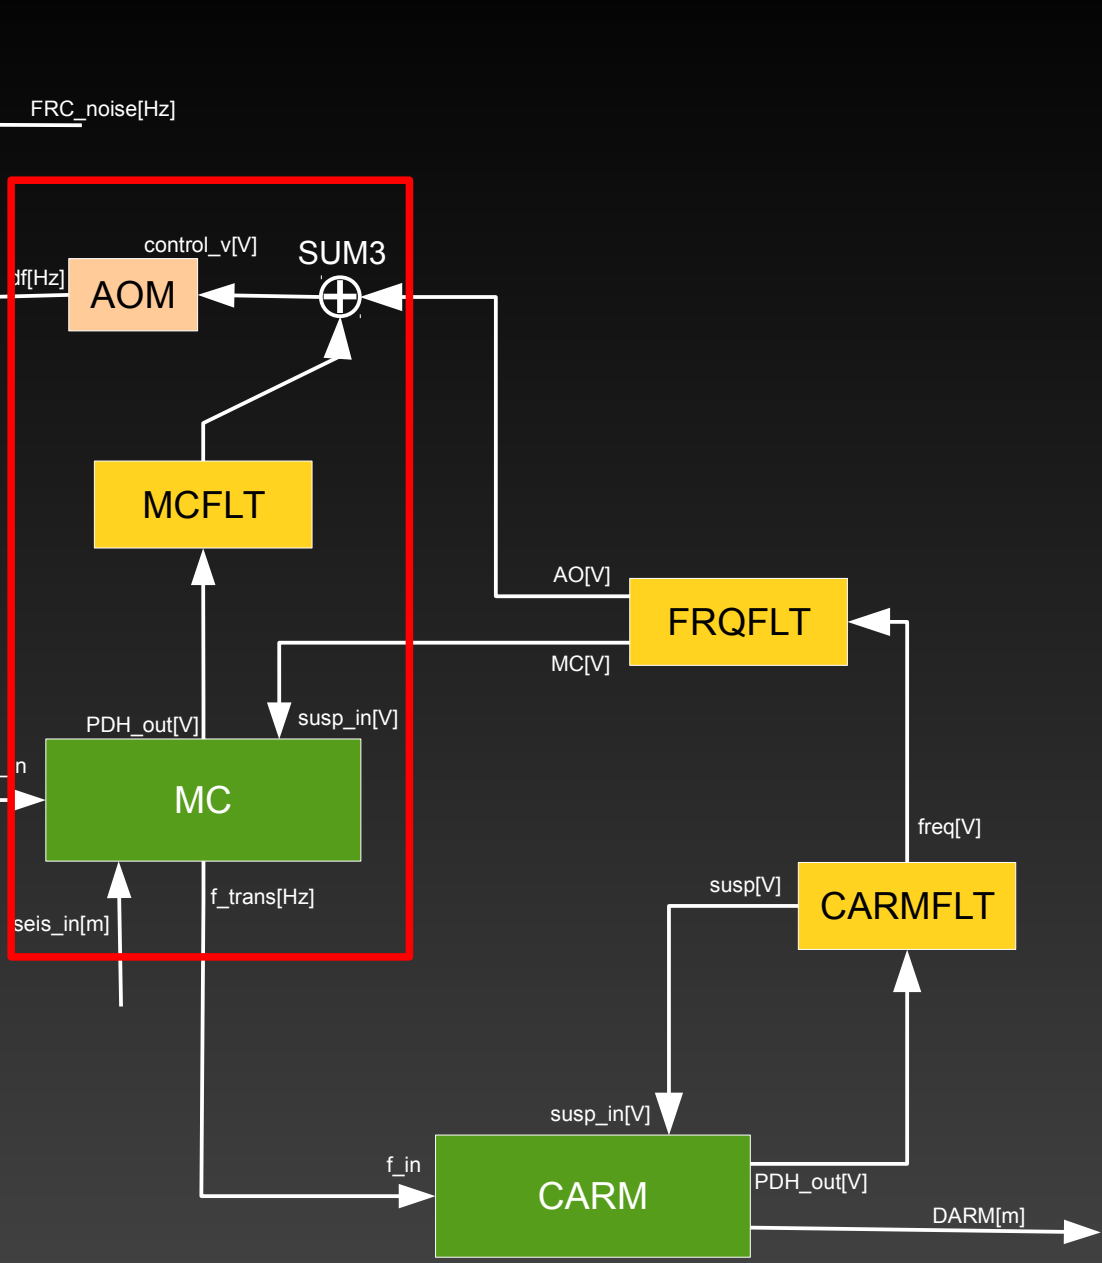 FRC_noise[Hz]
control_v[V]
SUM3
df[Hz]
AOM
MCFLT
AO[V]
FRQFLT
MC[V]
susp_in[V]
PDH_out[V]
_in
MC
freq[V]
susp[V]
f_trans[Hz]
CARMFLT
seis_in[m]
susp_in[V]
f_in
PDH_out[V]
CARM
DARM[m]